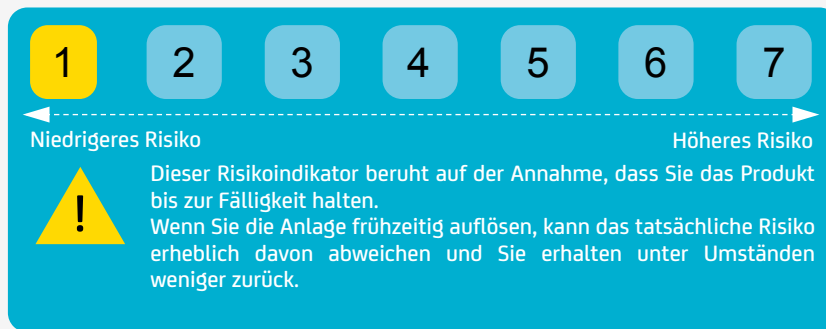 1 2 3 4 5 6 7
Niedrigeres Risiko Höheres Risiko
!
Dieser Risikoindikator beruht auf der Annahme, dass Sie das Produkt
bis zur Fälligkeit halten.
Wenn Sie die Anlage frühzeitig auflösen, kann das tatsächliche Risiko
erheblich davon abweichen und Sie erhalten unter Umständen
weniger zurück.